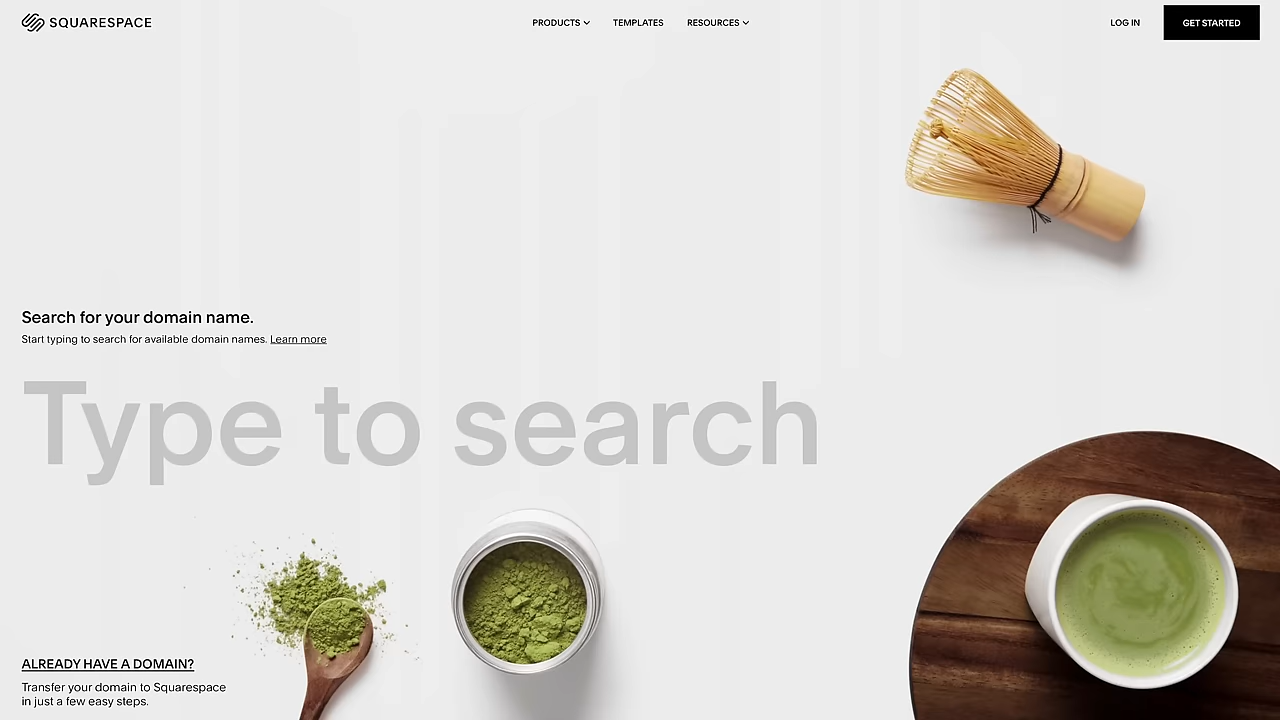 SQUARESPACE
PRODUCTS
TEMPLATES
RESOURCES
LOG IN
GET STARTED
Search for your domain name.
Start typing to search for available domain names. Learn more
Type to search
ALREADY HAVE A DOMAIN?
Transfer your domain to Squarespace
in just a few easy steps.